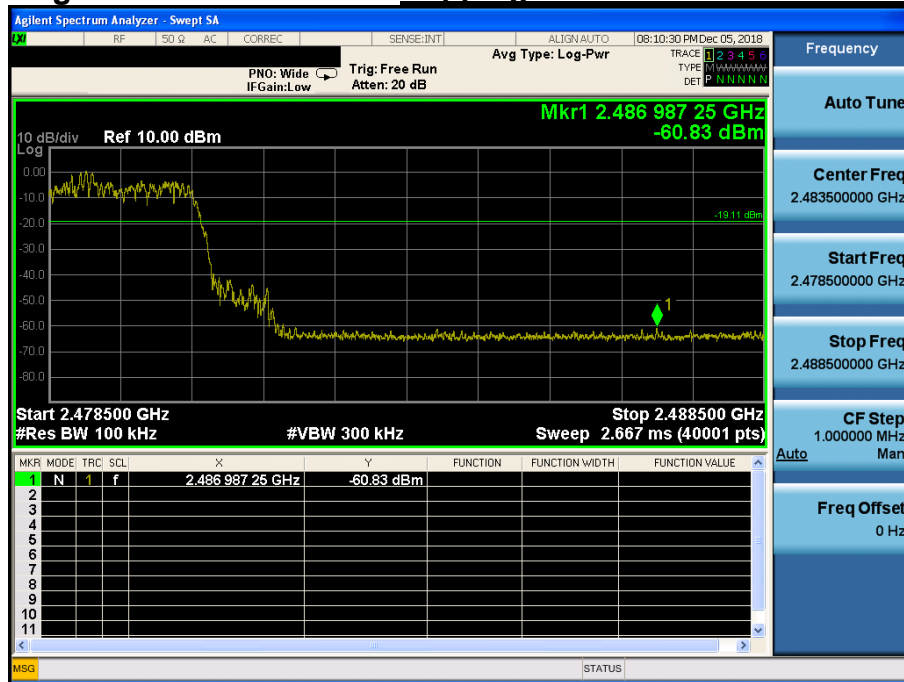 Agilent Spectrum Analyzer - Swept SA
LXI RF 50 Ω AC CORREC SENSE:INT ALIGN AUTO 08:10:30 PM Dec 05, 2018
Avg Type: Log-Pwr
TRACE 1 2 3 4 5 6
TYPE M W W W W W
DET P N N N N N
PNO: Wide
IFGain:Low
Trig: Free Run
Atten: 20 dB
Mkr1 2.486 987 25 GHz
-60.83 dBm
10 dB/div
Log
Ref 10.00 dBm
0.00
-10.0
-20.0
-30.0
-40.0
-50.0
-60.0
-70.0
-80.0
-19.11 dBm
1
Start 2.478500 GHz
Stop 2.488500 GHz
#Res BW 100 kHz
#VBW 300 kHz
Sweep 2.667 ms (40001 pts)
MKR MODE TRC SCL X Y FUNCTION FUNCTION WIDTH FUNCTION VALUE
1 N 1 f 2.486 987 25 GHz -60.83 dBm
2
3
4
5
6
7
8
9
10
11
MSG
STATUS
Frequency
Auto Tune
Center Freq
2.483500000 GHz
Start Freq
2.478500000 GHz
Stop Freq
2.488500000 GHz
CF Step
1.000000 MHz
Auto Man
Freq Offset
0 Hz